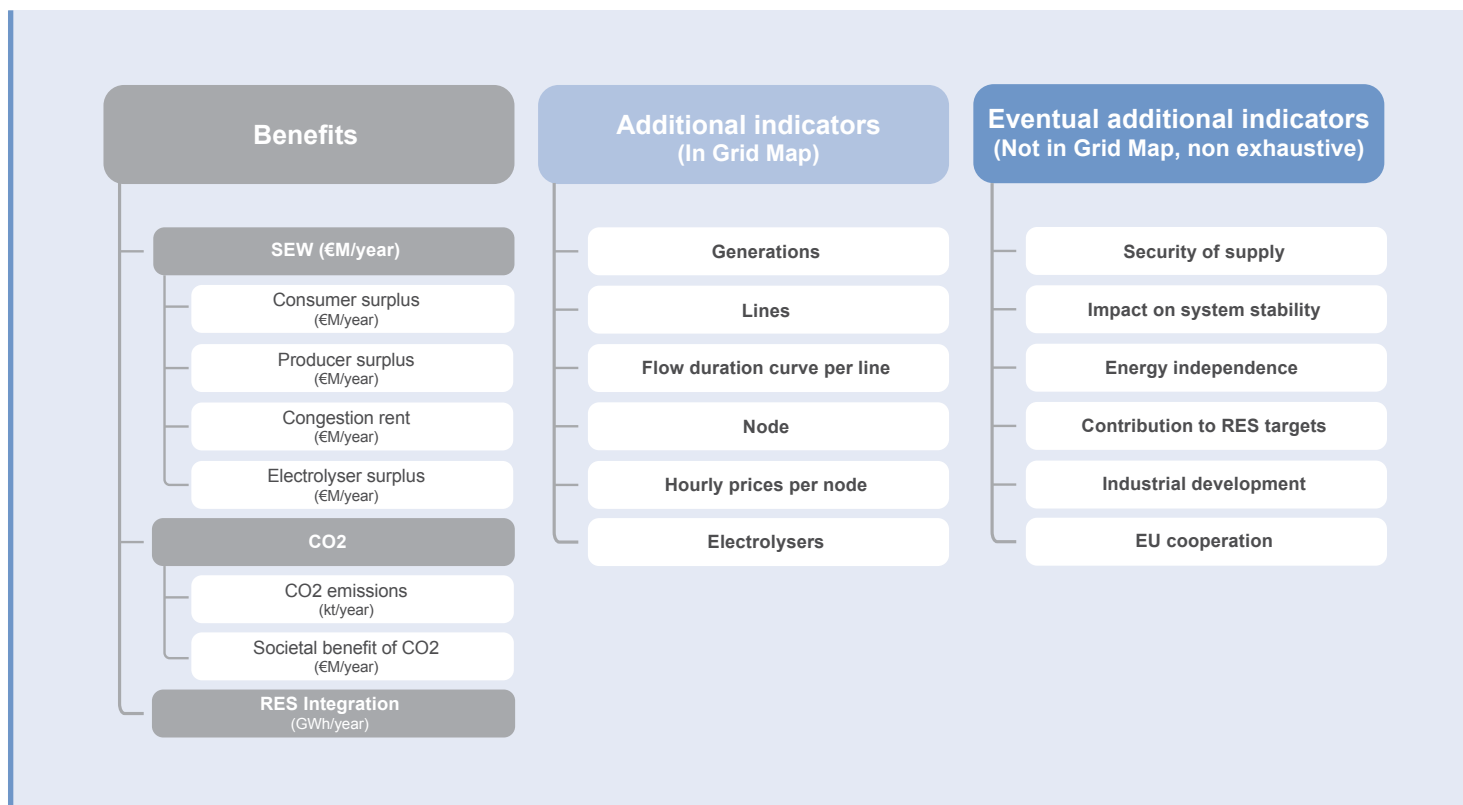 Benefits
SEW (€M/year)
Consumer surplus
(€M/year)
Producer surplus
(€M/year)
Congestion rent
(€M/year)
Electrolyser surplus
(€M/year)
CO2
CO2 emissions
(kt/year)
Societal benefit of CO2
(€M/year)
RES Integration
(GWh/year)
Additional indicators
(In Grid Map)
Generations
Lines
Flow duration curve per line
Node
Hourly prices per node
Electrolysers
Eventual additional indicators
(Not in Grid Map, non exhaustive)
Security of supply
Impact on system stability
Energy independence
Contribution to RES targets
Industrial development
EU cooperation